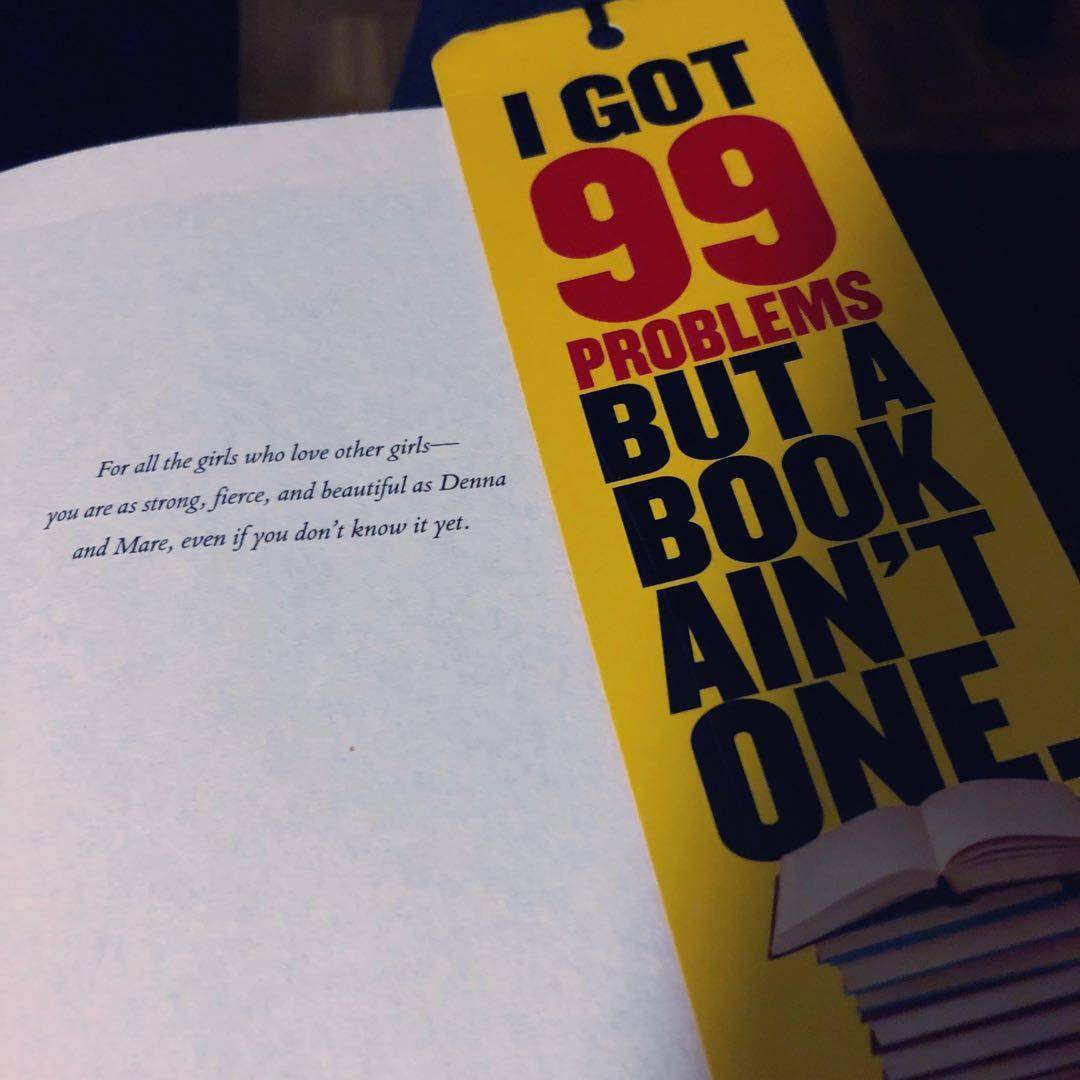 For all the girls who love other girls—
you are as strong, fierce, and beautiful as Denna
and Mare, even if you don't know it yet.
I GOT
99
PROBLEMS
BUT A
BOOK
AIN'T
ONE.